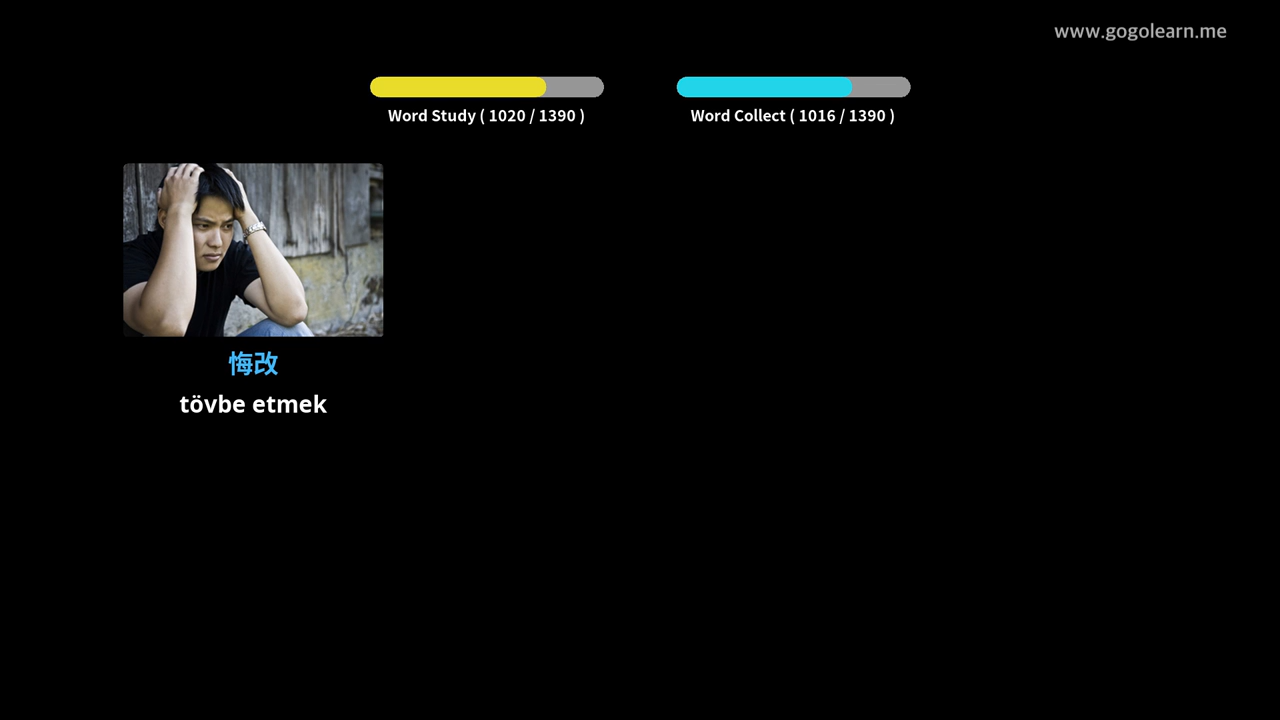 www.gogolearn.me
Word Study ( 1020 / 1390 )
Word Collect ( 1016 / 1390 )
悔改
tövbe etmek